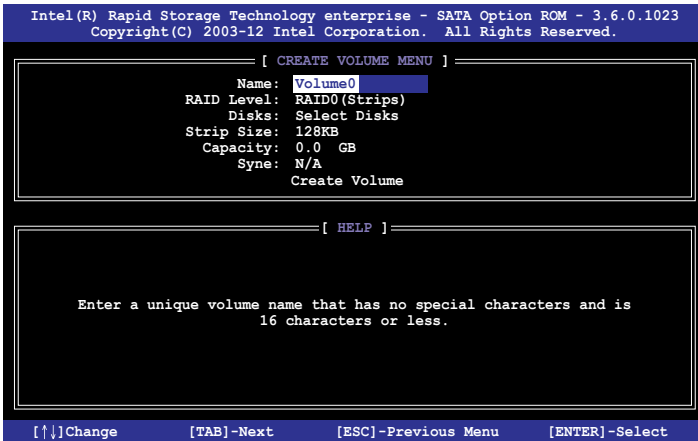 Intel(R) Rapid Storage Technology enterprise - SATA Option ROM - 3.6.0.1023
Copyright(C) 2003-12 Intel Corporation. All Rights Reserved.
[ CREATE VOLUME MENU ]
Name: Volume0
RAID Level: RAID0(Strips)
Disks: Select Disks
Strip Size: 128KB
Capacity: 0.0 GB
Syne: N/A
Create Volume
[ HELP ]
Enter a unique volume name that has no special characters and is
16 characters or less.
[↑↓]Change [TAB]-Next [ESC]-Previous Menu [ENTER]-Select